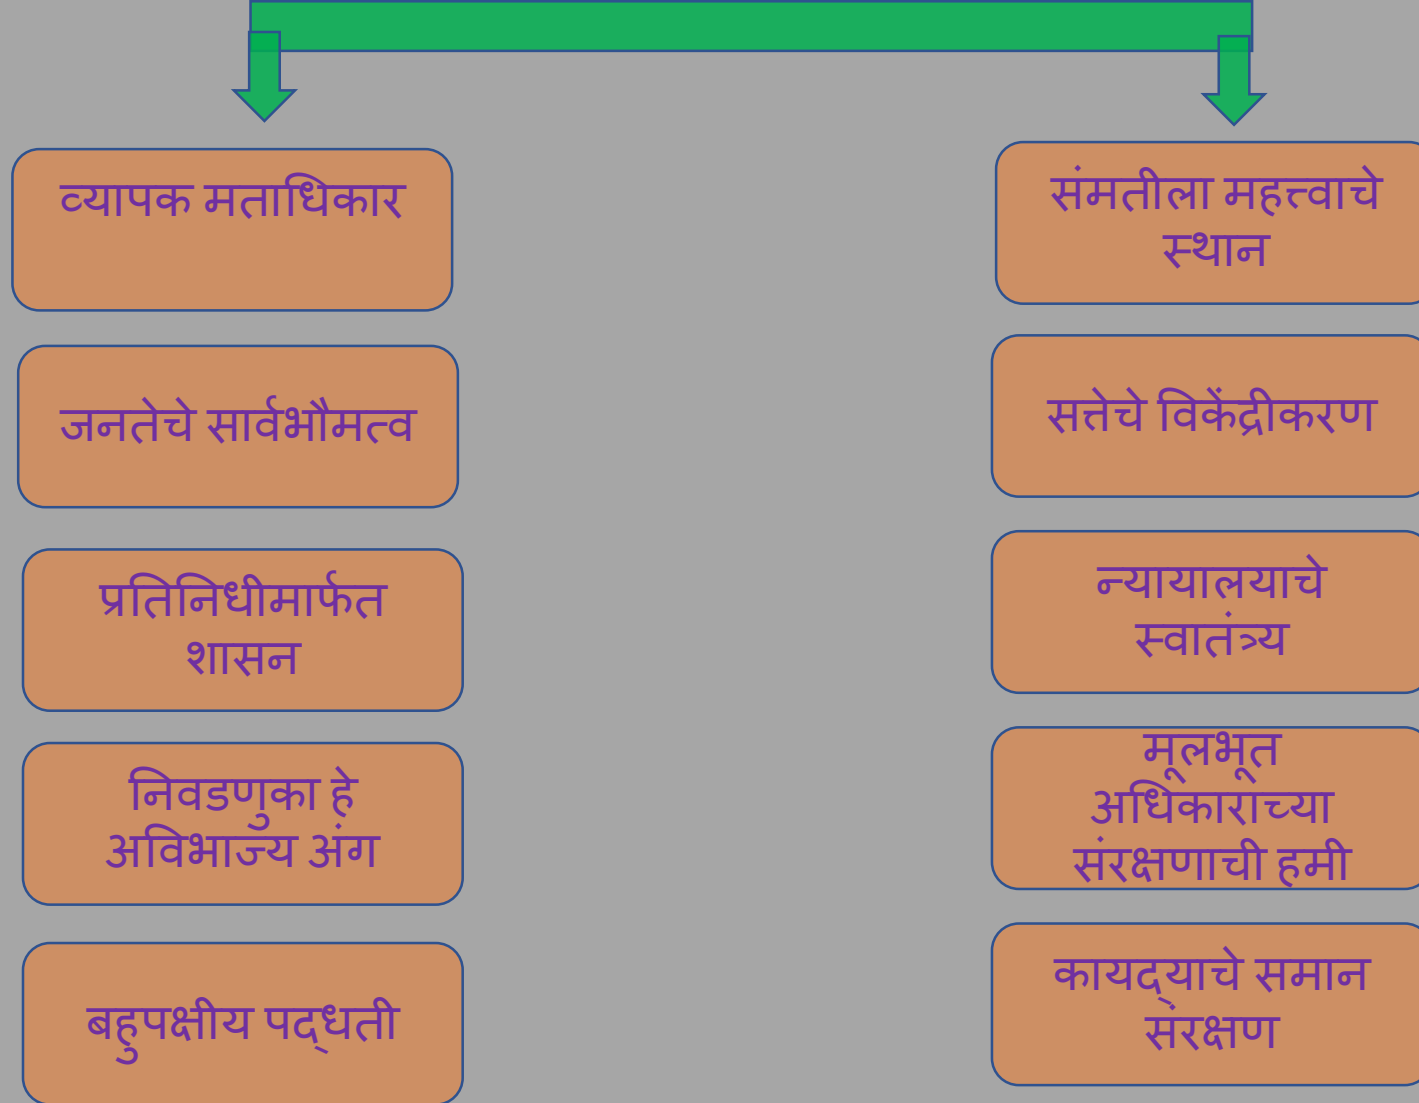 व्यापक मताधिकार
जनतेचे सार्वभौमत्व
प्रतिनिधीमार्फत
शासन
निवडणुका हे
अविभाज्य अंग
बहुपक्षीय पद्धती
संमतीला महत्त्वाचे
स्थान
सत्तेचे विकेंद्रीकरण
न्यायालयाचे
स्वातंत्र्य
मूलभूत
अधिकारांच्या
संरक्षणाची हमी
कायद्याचे समान
संरक्षण